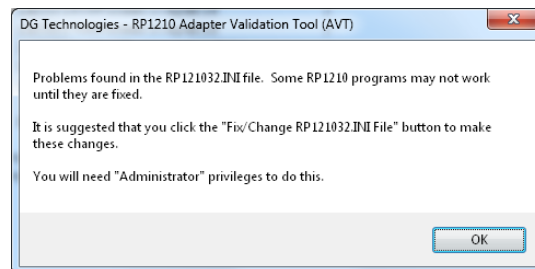 DG Technologies - RP1210 Adapter Validation Tool (AVT)
Problems found in the RP121032.INI file.  Some RP1210 programs may not work
until they are fixed.
It is suggested that you click the "Fix/Change RP121032.INI File" button to make
these changes.
You will need "Administrator" privileges to do this.
OK